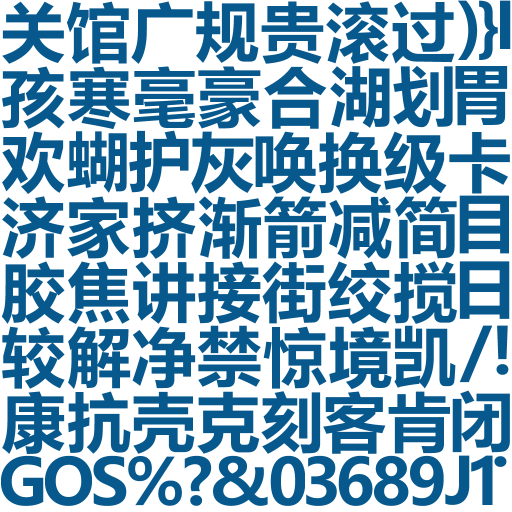 关馆广规贵滚过)}|
孩寒毫豪合湖划胃
欢蝴护灰唤换级卡
济家挤渐箭减简目
胶焦讲接街绞搅日
较解净禁惊境凯/!
康抗壳克刻客肯闭
GOS%?&03689J1